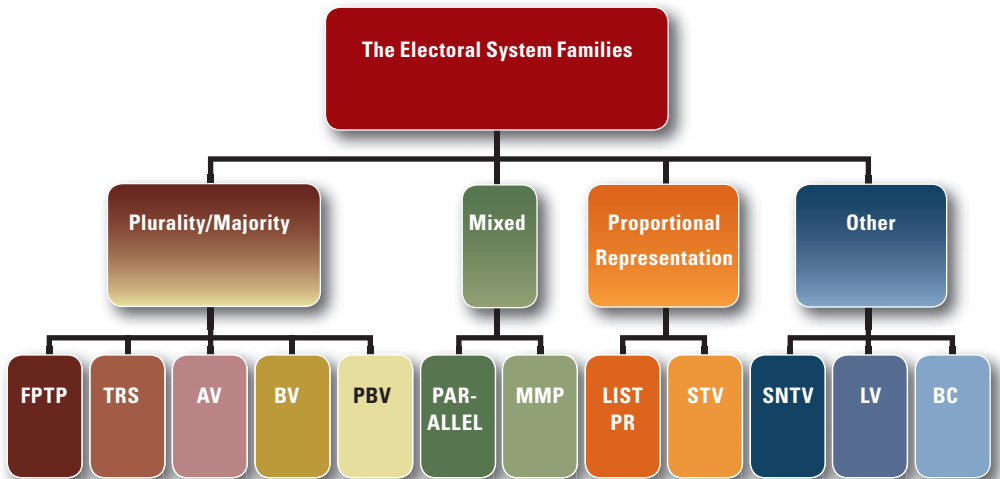 The Electoral System Families
Plurality/Majority
Mixed
Proportional
Representation
Other
FPTP
TRS
AV
BV
PBV
PAR-
ALLEL
MMP
LIST
PR
STV
SNTV
LV
BC